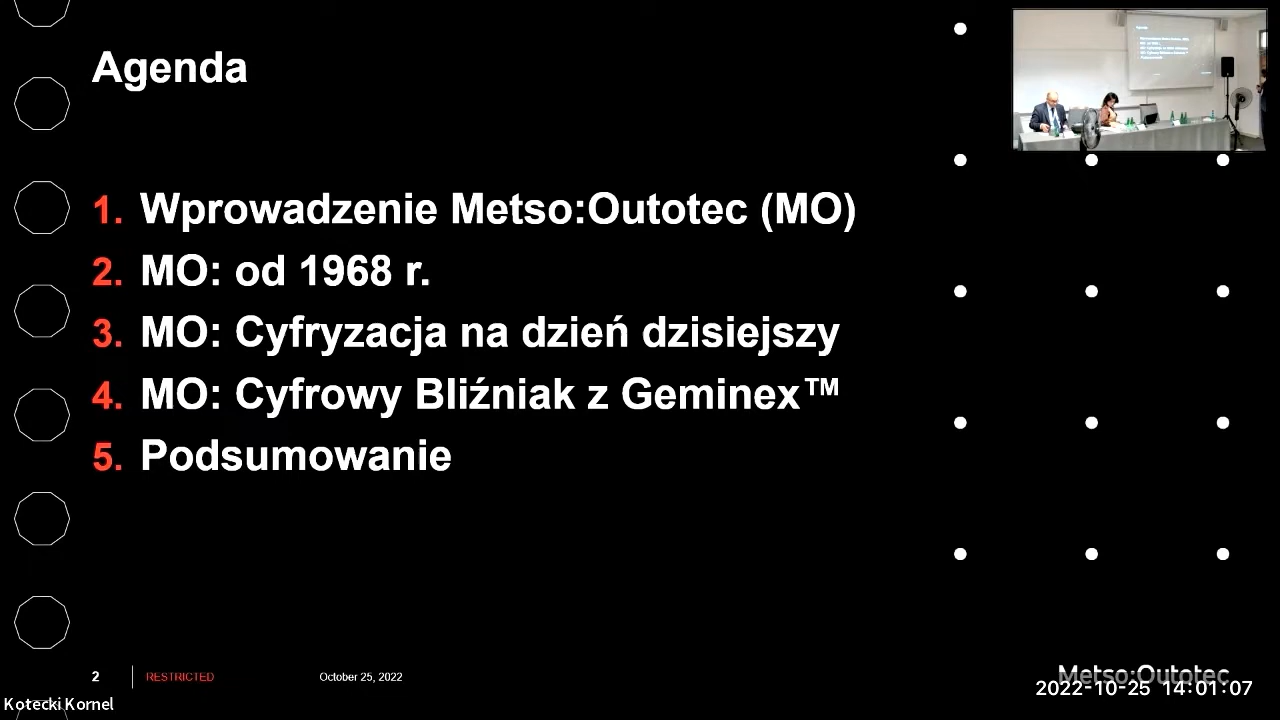 Agenda
1. Wprowadzenie Metso:Outotec (MO)
2. MO: od 1968 r.
3. MO: Cyfryzacja na dzień dzisiejszy
4. MO: Cyfrowy Bliźniak z Geminex™
5. Podsumowanie
2
RESTRICTED
October 25, 2022
Metso:Outotec
2022-10-25 14:01:07
Kotecki Kornel